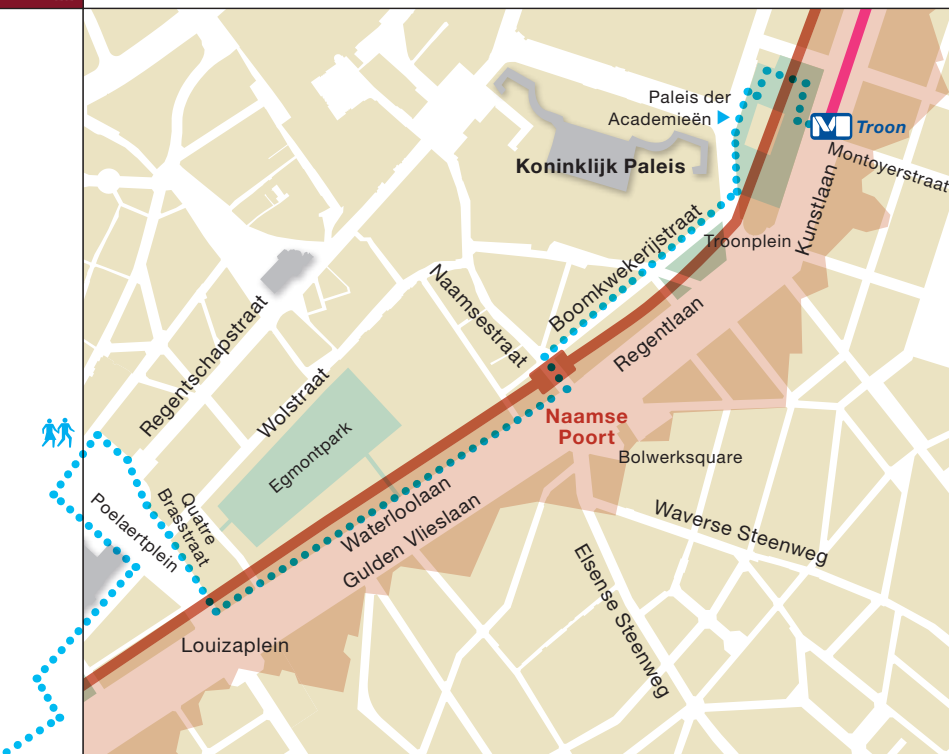 Paleis der
Academieën
M
Troon
Montoyerstraat
Koninklijk Paleis
Kunstlaan
Troonplein
Boomkwekerijstraat
Naamsestraat
Regentlaan
Regentschapstraat
Wolstraat
Naamse
Poort
Bolwerksquare
Egmontpark
Waterloolaan
Gulden Vlieslaan
Waverse Steenweg
Elsense Steenweg
Quatre
Brasstraat
Poelaertplein
Louizaplein